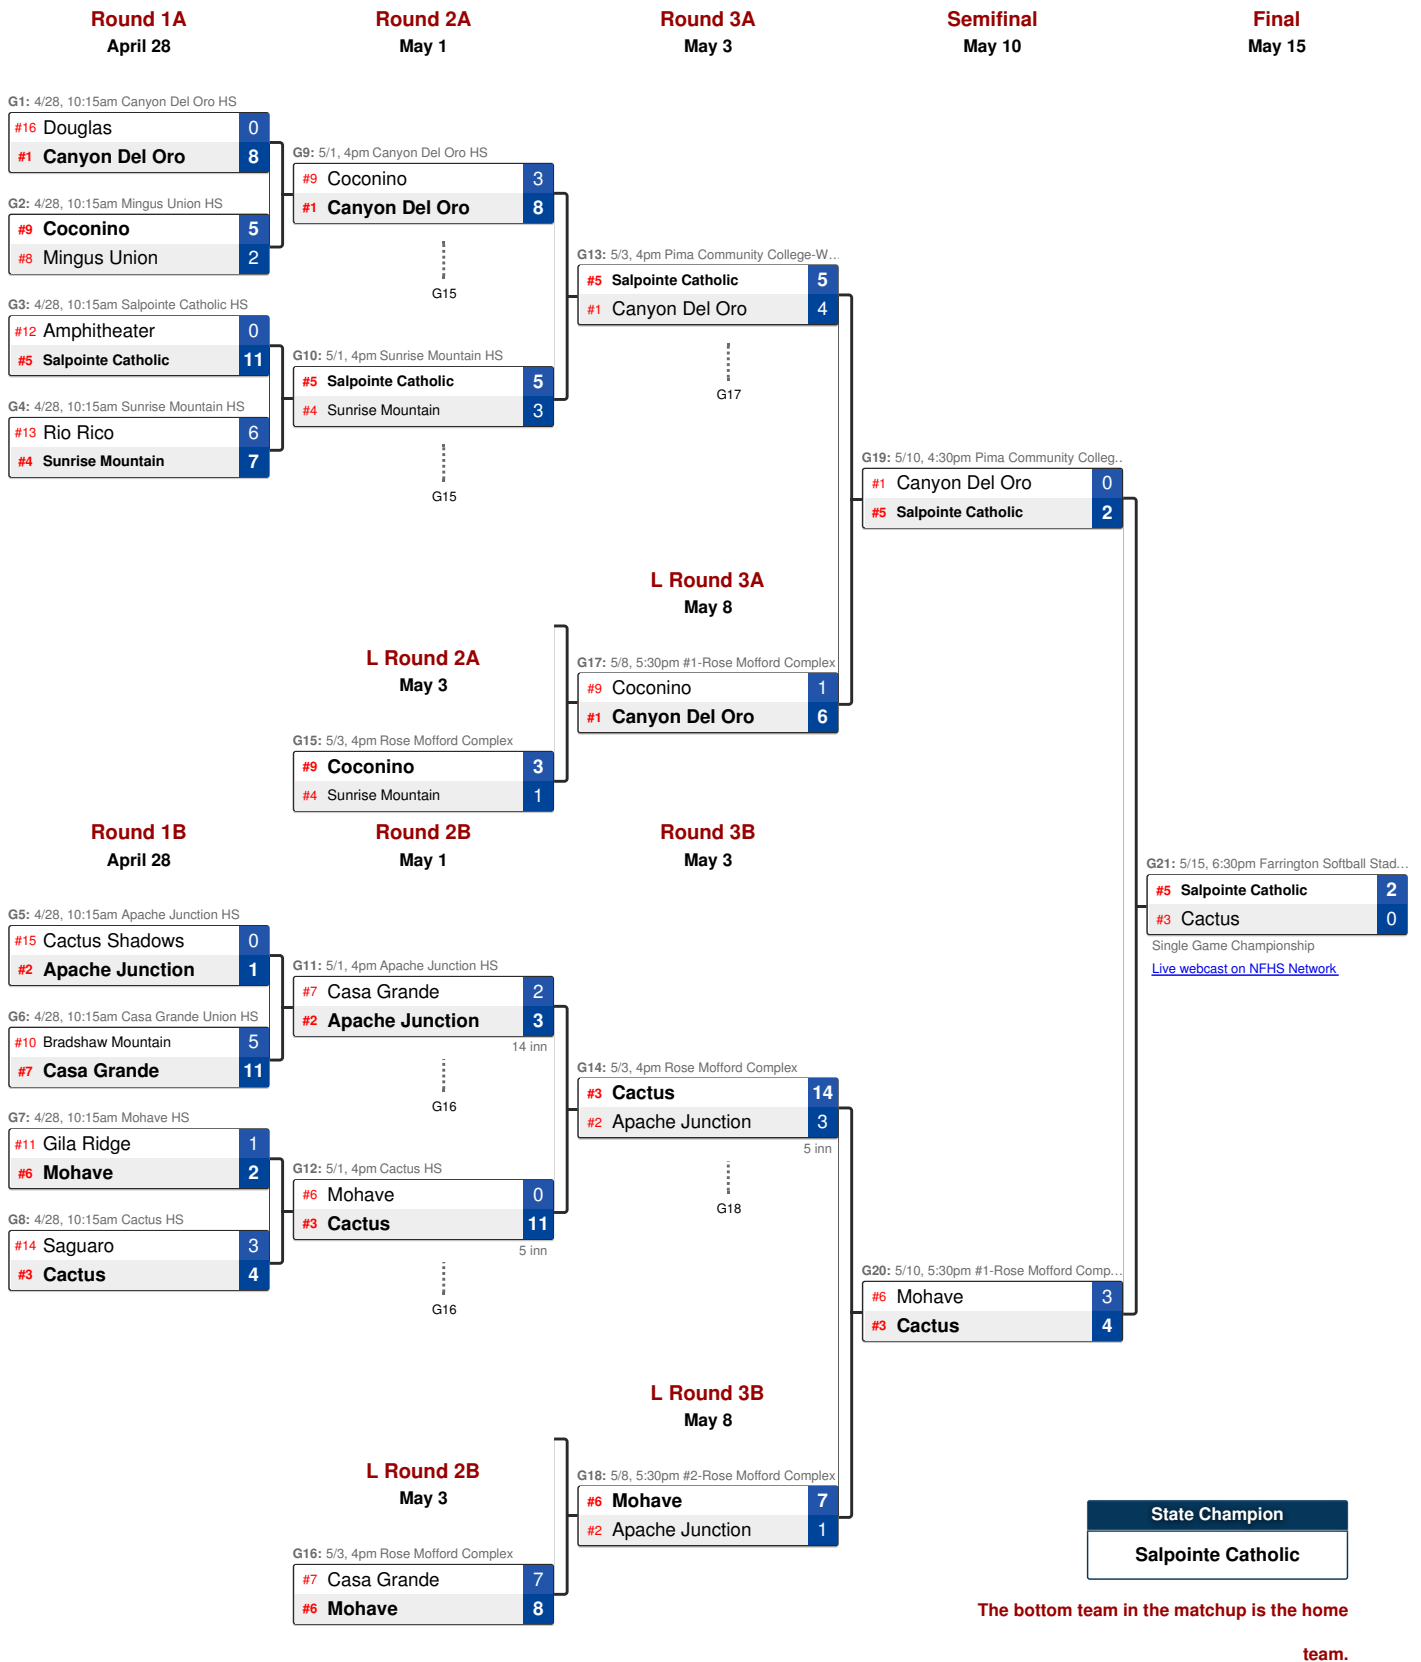 Round 1A
April 28
Round 2A
May 1
Round 3A
May 3
Semifinal
May 10
Final
May 15
G1: 4/28, 10:15am Canyon Del Oro HS
#16 Douglas 0
#1 Canyon Del Oro 8
G2: 4/28, 10:15am Mingus Union HS
#9 Coconino 5
#8 Mingus Union 2
G3: 4/28, 10:15am Salpointe Catholic HS
#12 Amphitheater 0
#5 Salpointe Catholic 11
G4: 4/28, 10:15am Sunrise Mountain HS
#13 Rio Rico 6
#4 Sunrise Mountain 7
G9: 5/1, 4pm Canyon Del Oro HS
#9 Coconino 3
#1 Canyon Del Oro 8
G15
G10: 5/1, 4pm Sunrise Mountain HS
#5 Salpointe Catholic 5
#4 Sunrise Mountain 3
G15
G13: 5/3, 4pm Pima Community College-W...
#5 Salpointe Catholic 5
#1 Canyon Del Oro 4
G17
G19: 5/10, 4:30pm Pima Community Colleg...
#1 Canyon Del Oro 0
#5 Salpointe Catholic 2
L Round 3A
May 8
L Round 2A
May 3
G17: 5/8, 5:30pm #1-Rose Mofford Complex
#9 Coconino 1
#1 Canyon Del Oro 6
G15: 5/3, 4pm Rose Mofford Complex
#9 Coconino 3
#4 Sunrise Mountain 1
Round 1B
April 28
Round 2B
May 1
Round 3B
May 3
G21: 5/15, 6:30pm Farrington Softball Stad...
#5 Salpointe Catholic 2
#3 Cactus 0
Single Game Championship
Live webcast on NFHS Network
G5: 4/28, 10:15am Apache Junction HS
#15 Cactus Shadows 0
#2 Apache Junction 1
G6: 4/28, 10:15am Casa Grande Union HS
#10 Bradshaw Mountain 5
#7 Casa Grande 11
G7: 4/28, 10:15am Mohave HS
#11 Gila Ridge 1
#6 Mohave 2
G8: 4/28, 10:15am Cactus HS
#14 Saguaro 3
#3 Cactus 4
G11: 5/1, 4pm Apache Junction HS
#7 Casa Grande 2
#2 Apache Junction 3
14 inn
G16
G12: 5/1, 4pm Cactus HS
#6 Mohave 0
#3 Cactus 11
5 inn
G16
G14: 5/3, 4pm Rose Mofford Complex
#3 Cactus 14
#2 Apache Junction 3
5 inn
G18
G20: 5/10, 5:30pm #1-Rose Mofford Comp...
#6 Mohave 3
#3 Cactus 4
L Round 3B
May 8
L Round 2B
May 3
G18: 5/8, 5:30pm #2-Rose Mofford Complex
#6 Mohave 7
#2 Apache Junction 1
G16: 5/3, 4pm Rose Mofford Complex
#7 Casa Grande 7
#6 Mohave 8
State Champion
Salpointe Catholic
The bottom team in the matchup is the home
team.